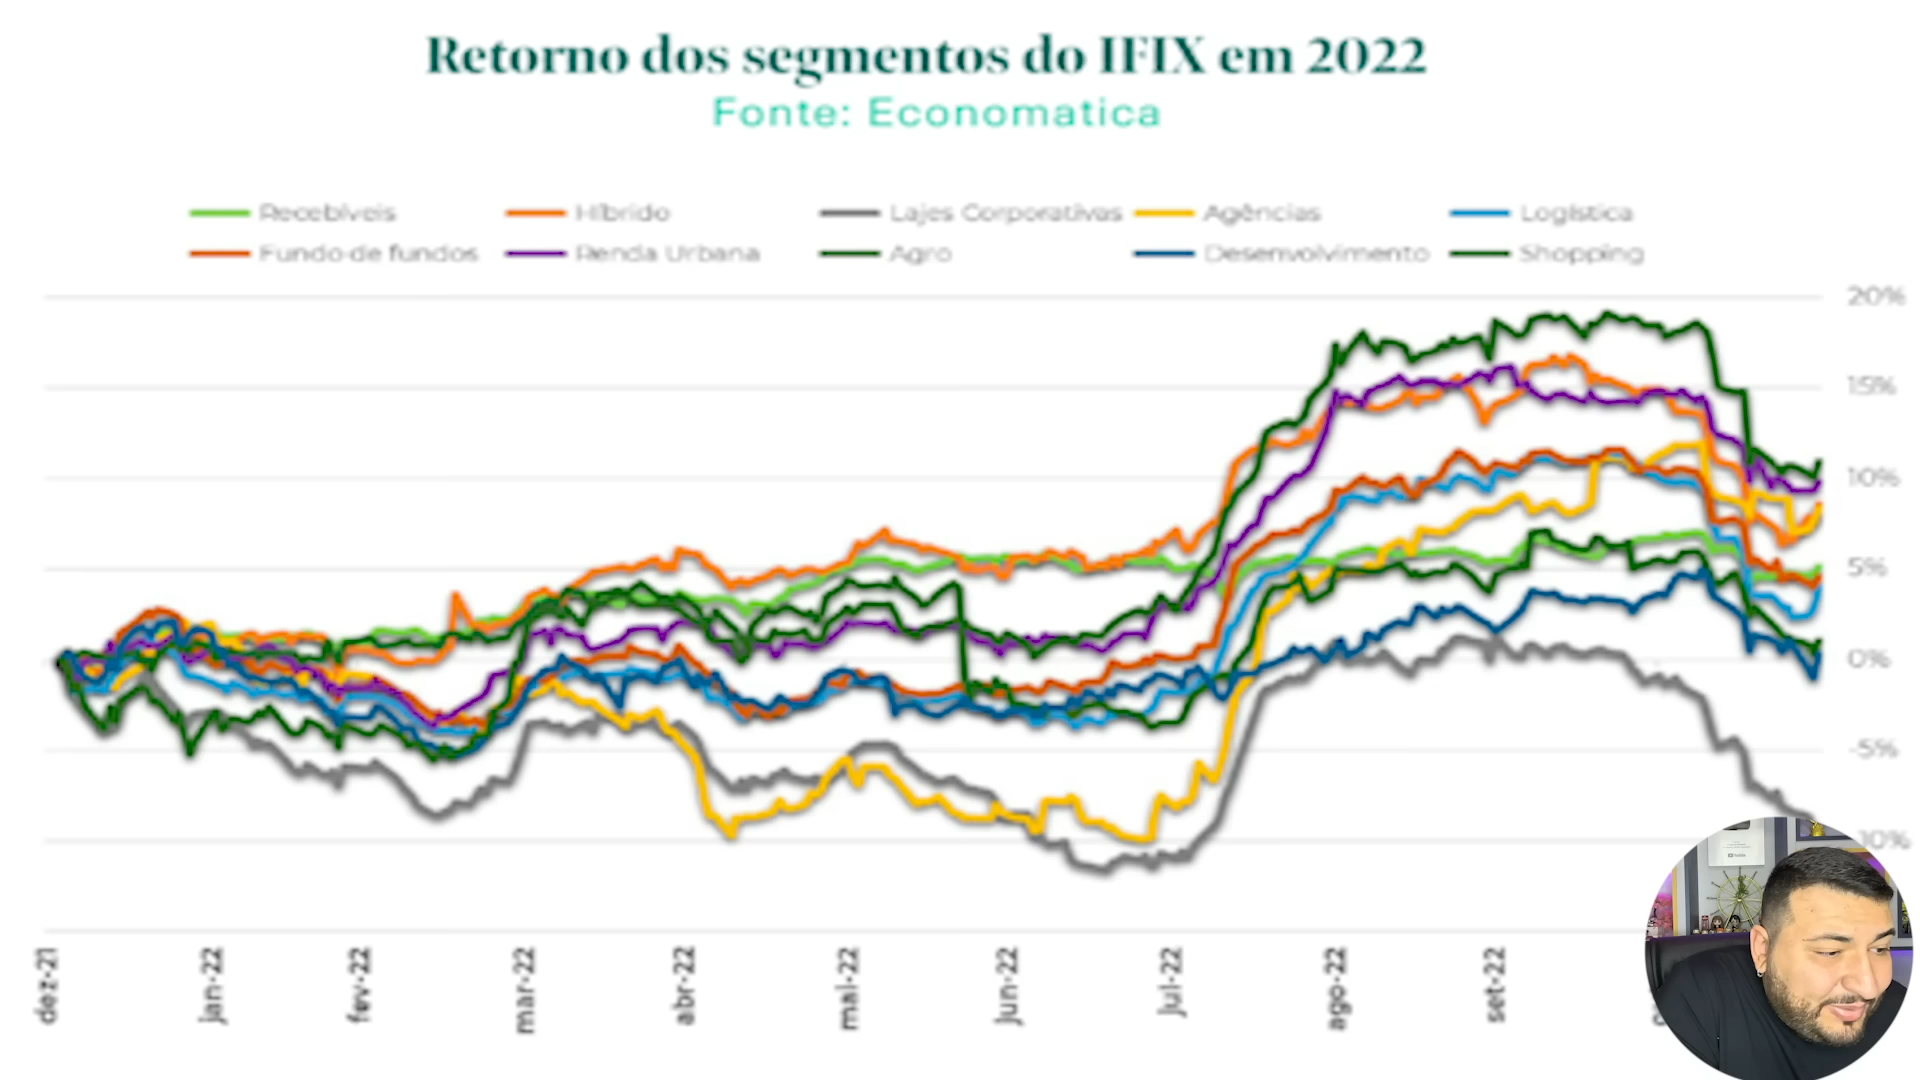 Retorno dos segmentos do IFIX em 2022
Fonte: Economatica
Recebíveis Híbrido Lajes Corporativas Agências Logística
Fundo de fundos Renda Urbana Agro Desenvolvimento Shopping
20%
15%
10%
5%
0%
-5%
dez-21 jan-22 fev-22 mar-22 abr-22 mai-22 jun-22 jul-22 ago-22 set-22